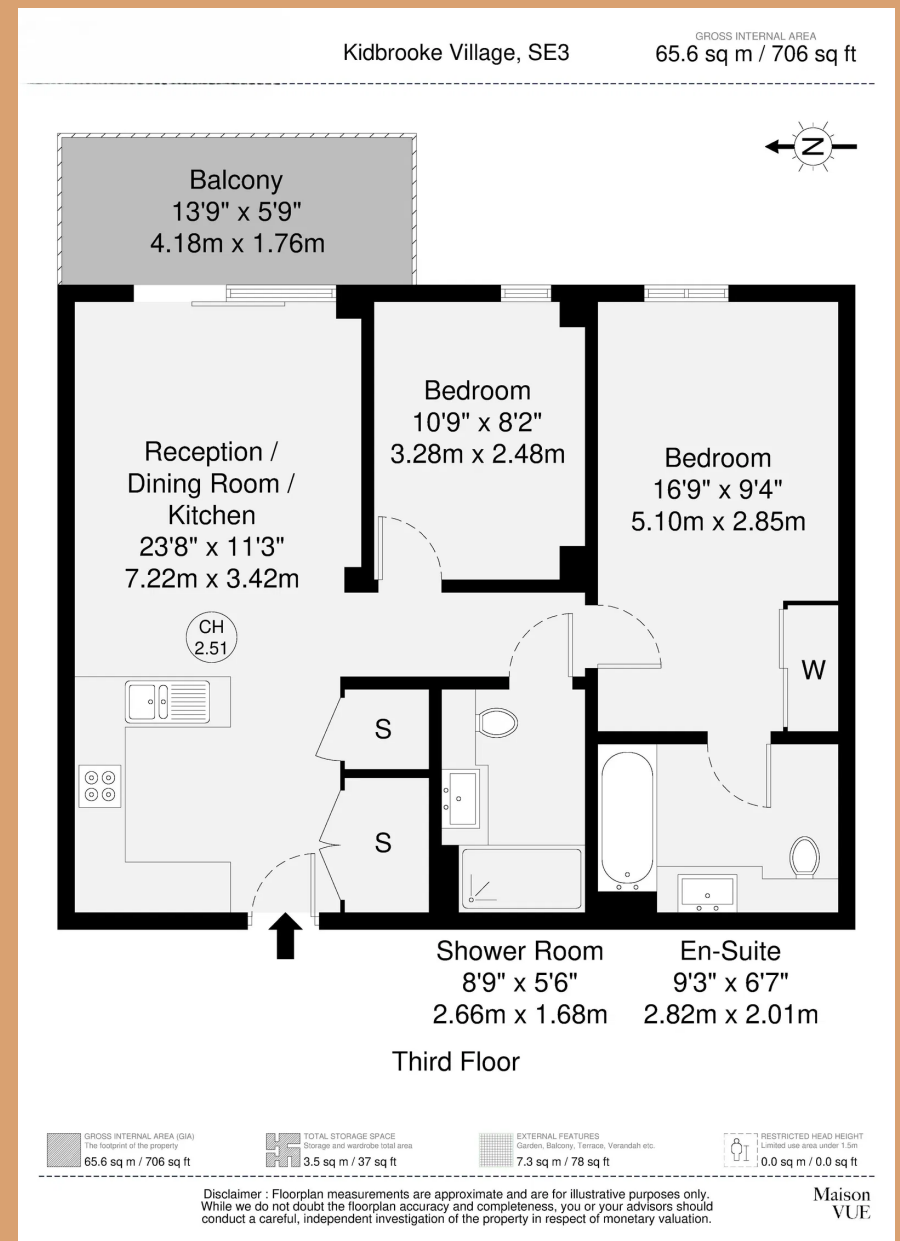 Kidbrooke Village, SE3
GROSS INTERNAL AREA
65.6 sq m / 706 sq ft
N
Balcony
13'9" x 5'9"
4.18m x 1.76m
Reception /
Dining Room /
Kitchen
23'8" x 11'3"
7.22m x 3.42m
CH
2.51
Bedroom
10'9" x 8'2"
3.28m x 2.48m
Bedroom
16'9" x 9'4"
5.10m x 2.85m
W
S
S
Shower Room
8'9" x 5'6"
2.66m x 1.68m
En-Suite
9'3" x 6'7"
2.82m x 2.01m
Third Floor
GROSS INTERNAL AREA (GIA)
The footprint of the property
65.6 sq m / 706 sq ft
TOTAL STORAGE SPACE
Storage and wardrobe total area
3.5 sq m / 37 sq ft
EXTERNAL FEATURES
Garden, Balcony, Terrace, Verandah etc.
7.3 sq m / 78 sq ft
RESTRICTED HEAD HEIGHT
Limited use area under 1.5m
0.0 sq m / 0.0 sq ft
Disclaimer : Floorplan measurements are approximate and are for illustrative purposes only.
While we do not doubt the floorplan accuracy and completeness, you or your advisors should
conduct a careful, independent investigation of the property in respect of monetary valuation.
Maison
VUE